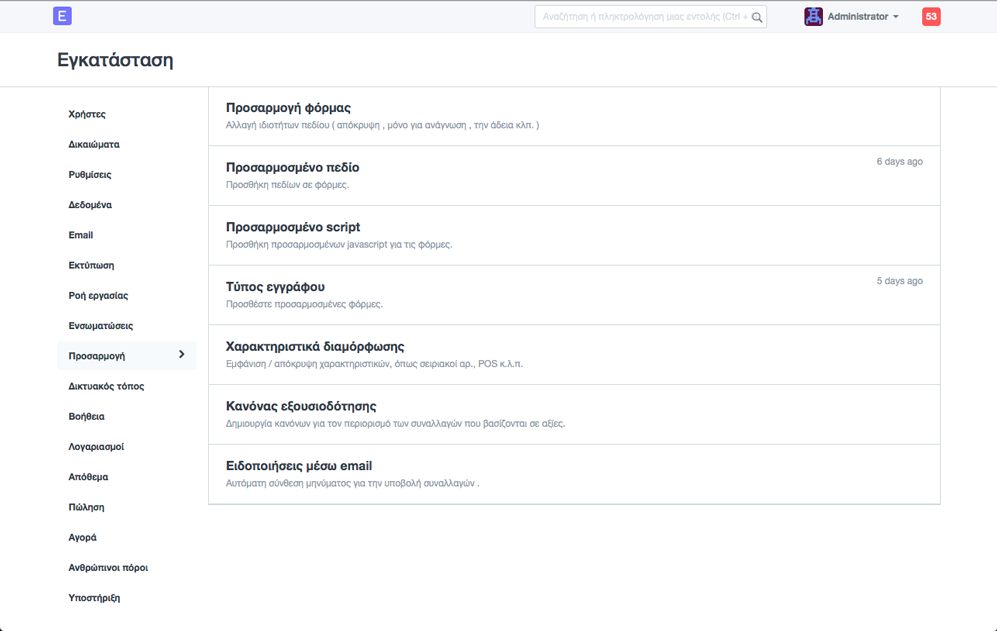 E
Αναζήτηση ή πληκτρολόγηση μιας εντολής (Ctrl +
Administrator
53
Εγκατάσταση
Χρήστες
Δικαιώματα
Ρυθμίσεις
Δεδομένα
Email
Εκτύπωση
Ροή εργασίας
Ενσωματώσεις
Προσαρμογή
Δικτυακός τόπος
Βοήθεια
Λογαριασμοί
Απόθεμα
Πώληση
Αγορά
Ανθρώπινοι πόροι
Υποστήριξη
Προσαρμογή φόρμας
Αλλαγή ιδιοτήτων πεδίου ( απόκρυψη , μόνο για ανάγνωση , την άδεια κλπ. )
Προσαρμοσμένο πεδίο
6 days ago
Προσθήκη πεδίων σε φόρμες.
Προσαρμοσμένο script
Προσθήκη προσαρμοσμένων javascript για τις φόρμες.
Τύπος εγγράφου
5 days ago
Προσθέστε προσαρμοσμένες φόρμες.
Χαρακτηριστικά διαμόρφωσης
Εμφάνιση / απόκρυψη χαρακτηριστικών, όπως σειριακοί αρ., POS κ.λ.π.
Κανόνας εξουσιοδότησης
Δημιουργία κανόνων για τον περιορισμό των συναλλαγών που βασίζονται σε αξίες.
Ειδοποιήσεις μέσω email
Αυτόματη σύνθεση μηνύματος για την υποβολή συναλλαγών .